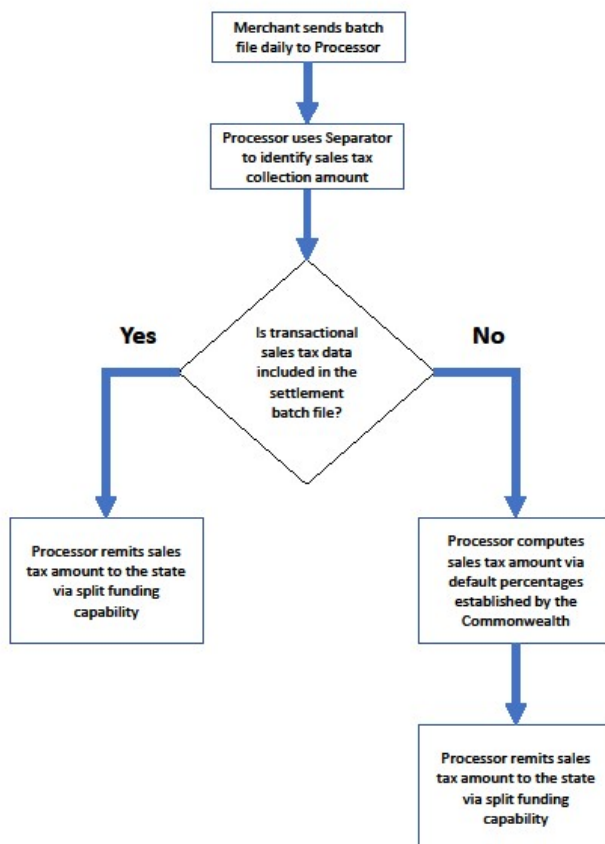 Merchant sends batch
file daily to Processor
Processor uses Separator
to identify sales tax
collection amount
Yes
No
Is transactional
sales tax data
included in the
settlement
batch file?
Processor remits sales
tax amount to the state
via split funding
capability
Processor computes
sales tax amount via
default percentages
established by the
Commonwealth
Processor remits sales
tax amount to the state
via split funding
capability